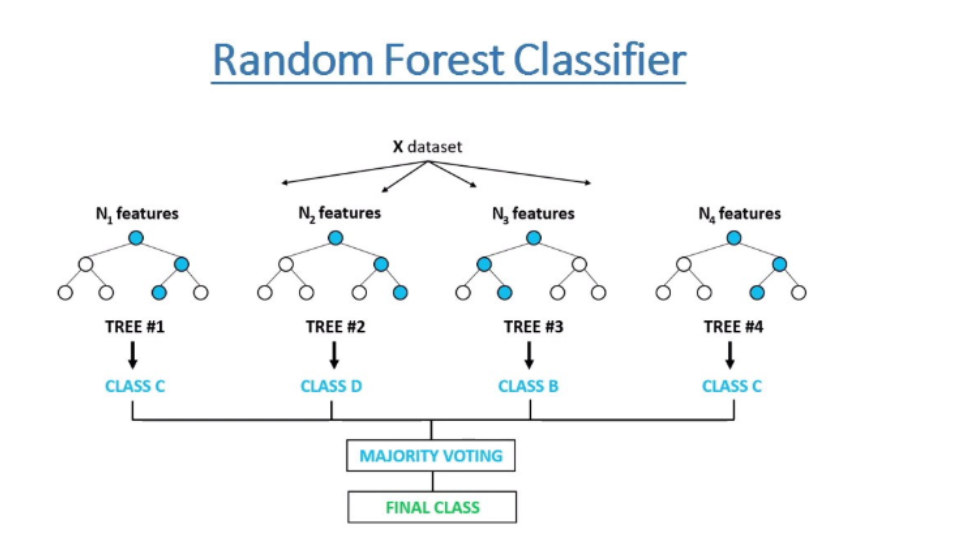 Random Forest Classifier
X dataset
N1 features N2 features N3 features N4 features
TREE #1 TREE #2 TREE #3 TREE #4
CLASS C CLASS D CLASS B CLASS C
MAJORITY VOTING
FINAL CLASS